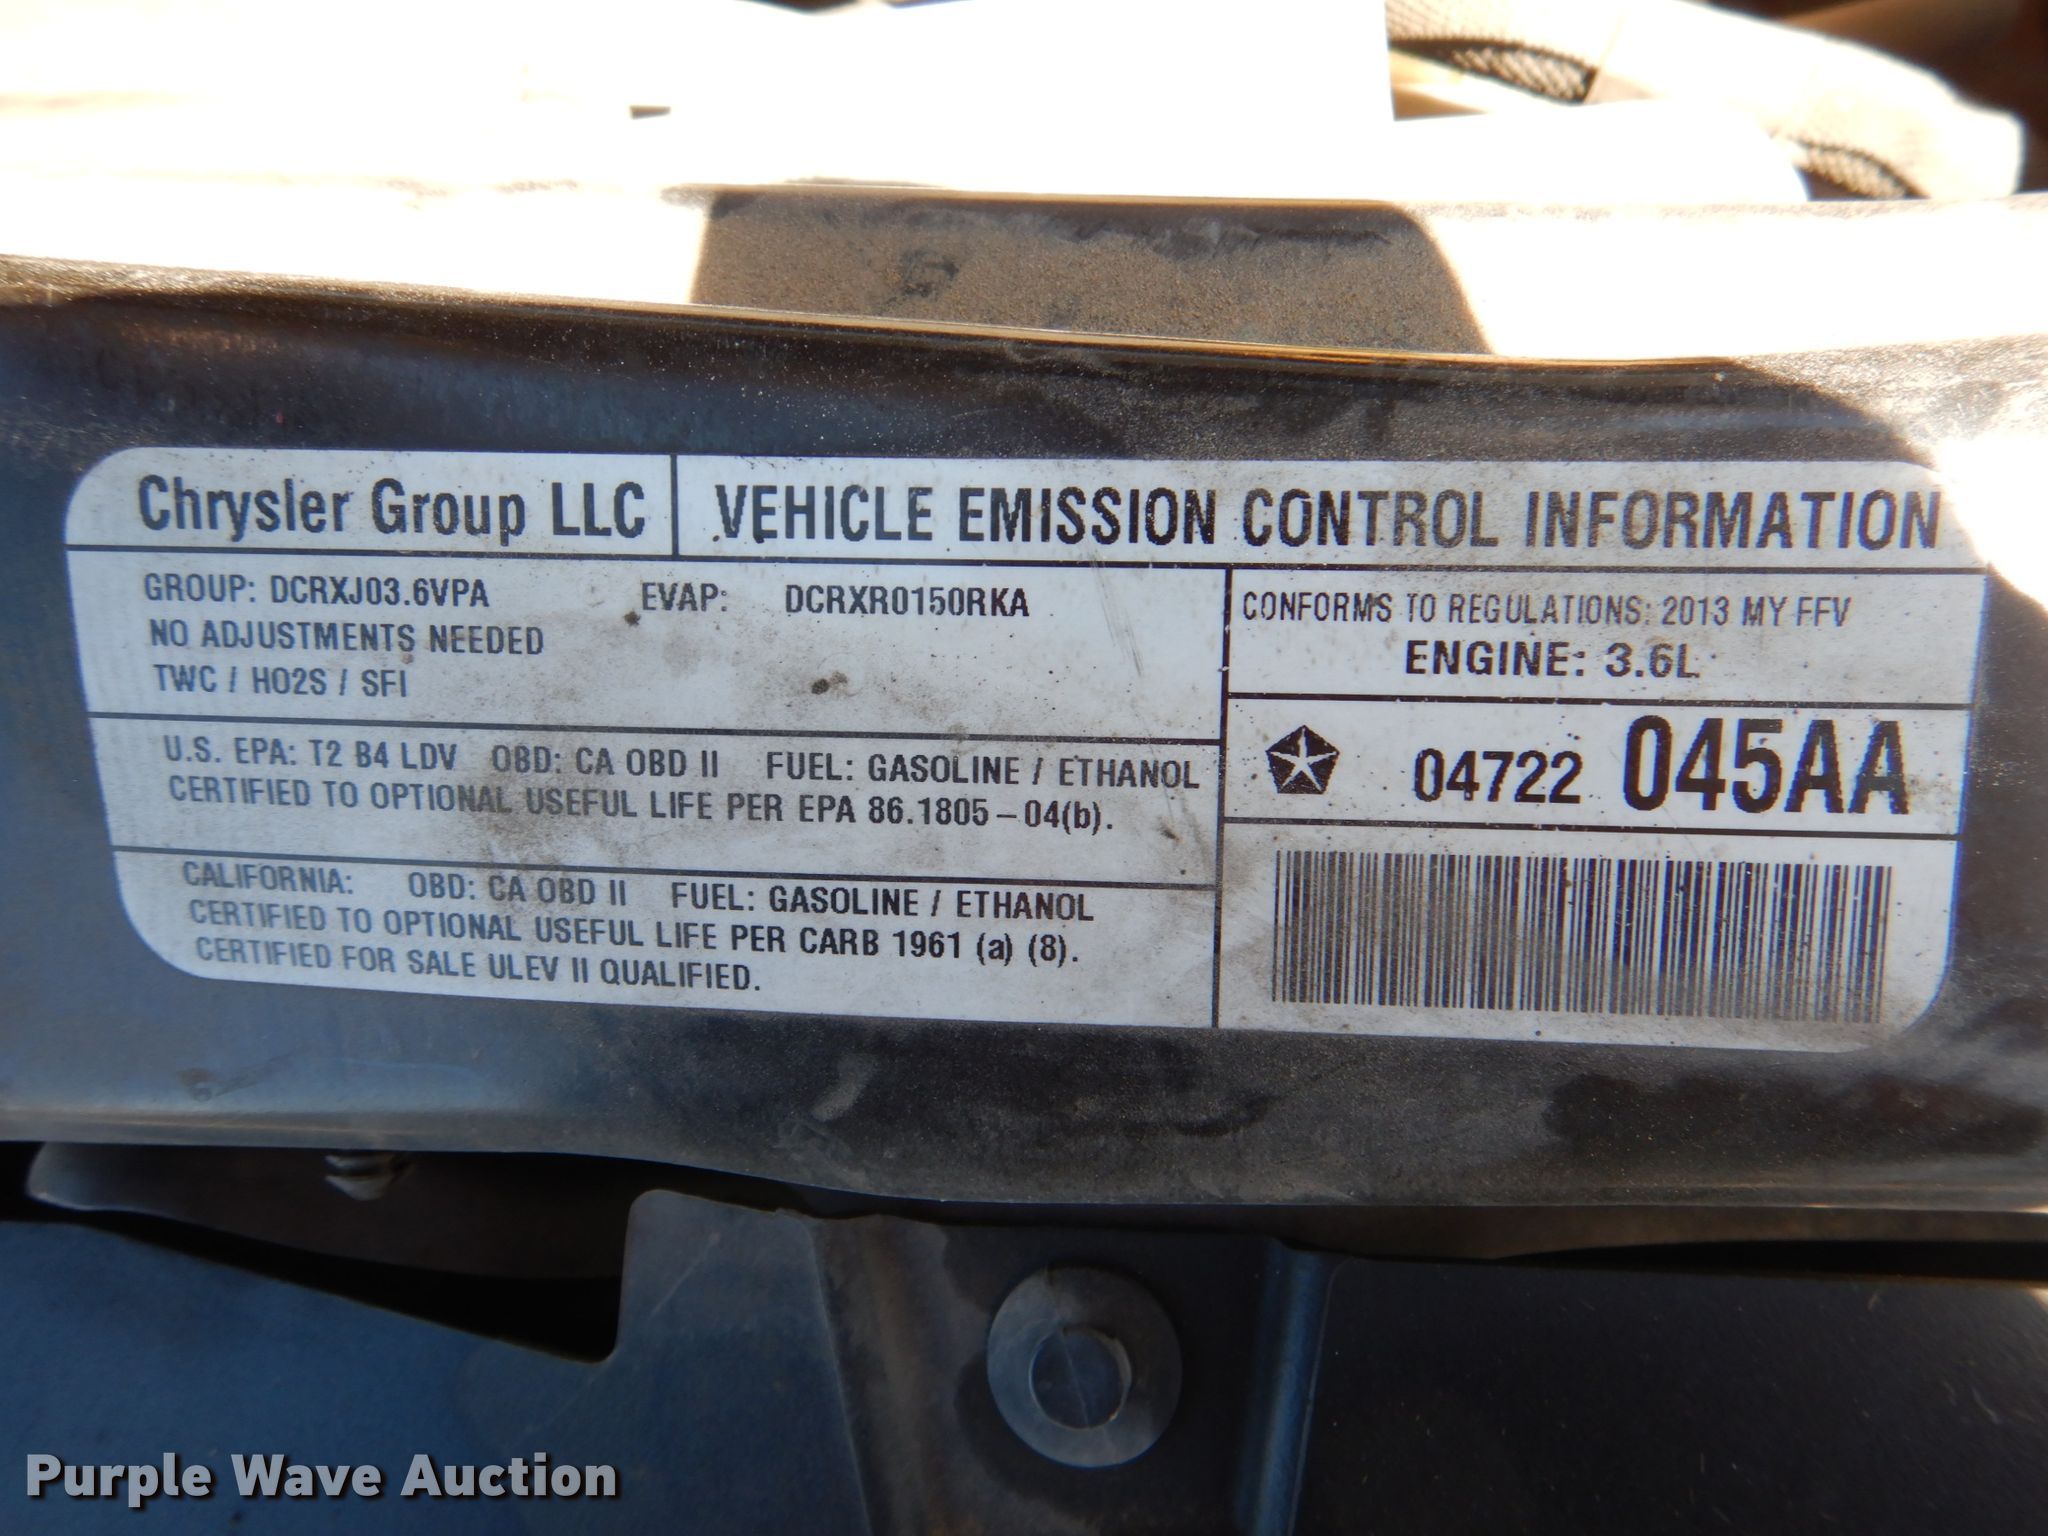 Chrysler Group LLC VEHICLE EMISSION CONTROL INFORMATION
GROUP: DCRXJ03.6VPA EVAP: DCRXR0150RKA
NO ADJUSTMENTS NEEDED
TWC / HO2S / SFI
CONFORMS TO REGULATIONS: 2013 MY FFV
ENGINE: 3.6L
U.S. EPA: T2 B4 LDV OBD: CA OBD II FUEL: GASOLINE / ETHANOL
CERTIFIED TO OPTIONAL USEFUL LIFE PER EPA 86.1805-04(b).
04722 045AA
CALIFORNIA: OBD: CA OBD II FUEL: GASOLINE / ETHANOL
CERTIFIED TO OPTIONAL USEFUL LIFE PER CARB 1961 (a) (8).
CERTIFIED FOR SALE ULEV II QUALIFIED.
Purple Wave Auction